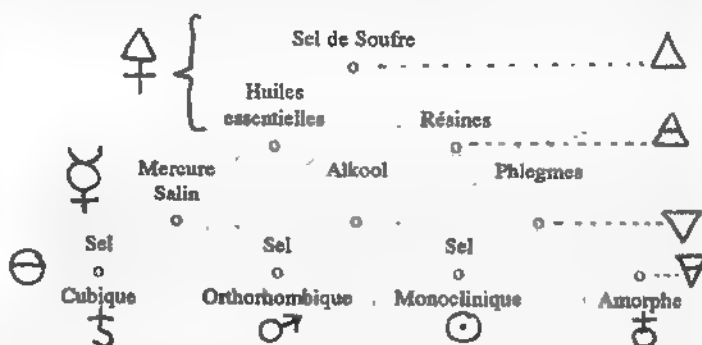 Sel de Soufre
Huiles
essentielles
Résines
Mercure
Salin
Alkool
Phlegmes
Sel
Sel
Sel
Cubique
Orthorhombique
Monoclinique
Amorphe